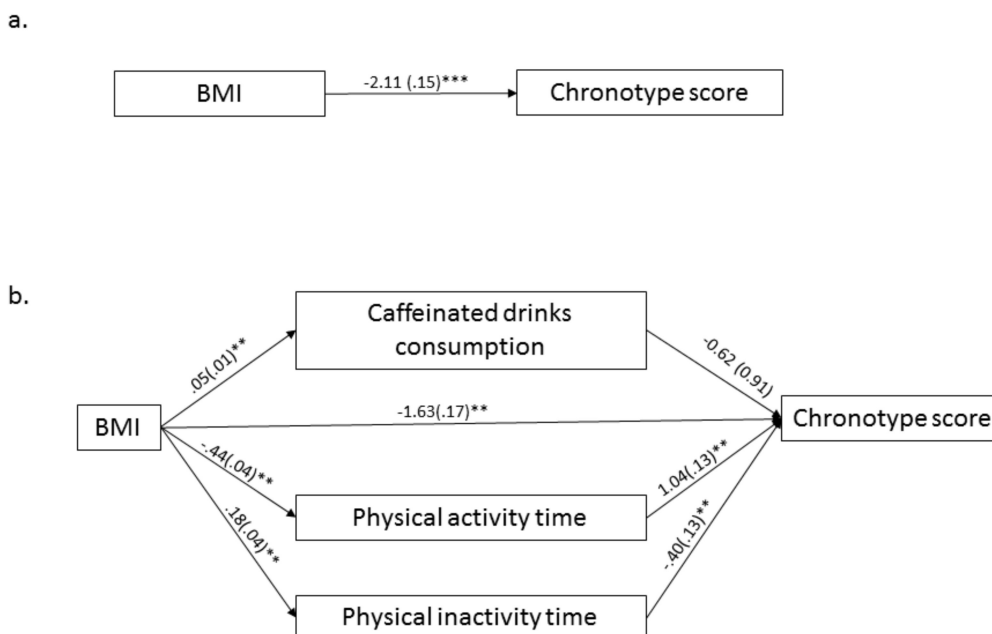 a.
BMI
-2.11 (.15)***
Chronotype score
b.
Caffeinated drinks
consumption
.05(.01)**
-0.62 (0.91)
BMI
-1.63(.17)**
Chronotype score
-.44(.04)**
1.04(.13)**
Physical activity time
.18(.04)**
-.40(.13)**
Physical inactivity time